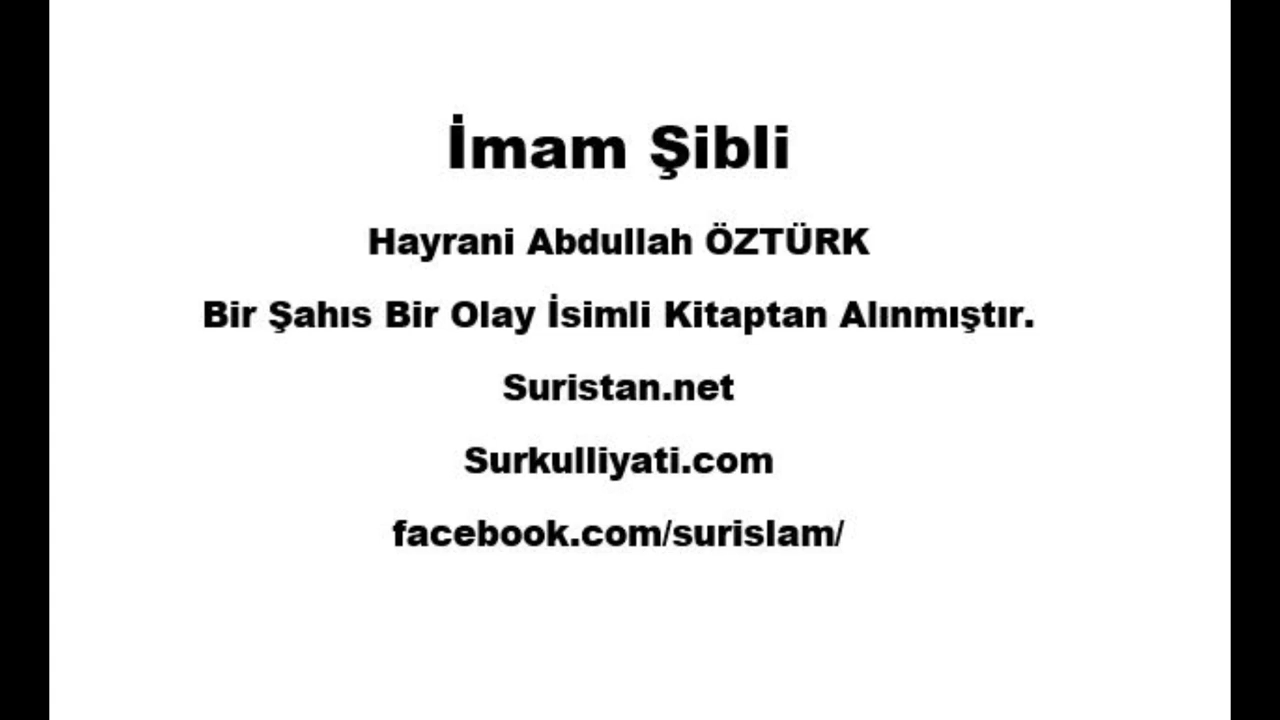 İmam Şibli
Hayrani Abdullah ÖZTÜRK
Bir Şahıs Bir Olay İsimli Kitaptan Alınmıştır.
Suristan.net
Surkulliyati.com
facebook.com/surislam/